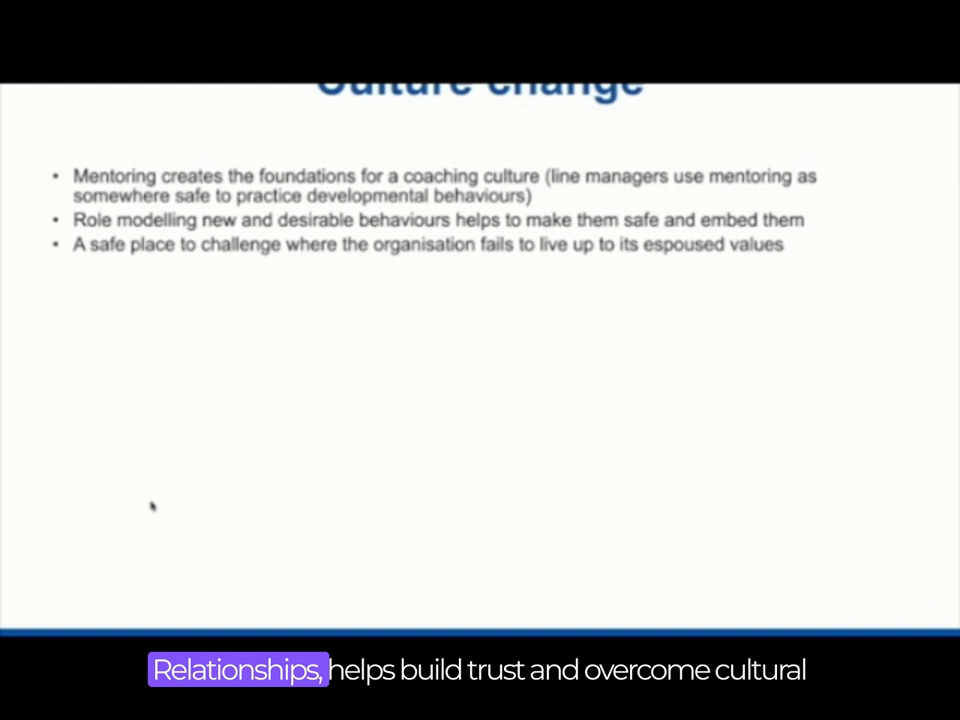 Culture change
• Mentoring creates the foundations for a coaching culture (line managers use mentoring as
somewhere safe to practice developmental behaviours)
• Role modelling new and desirable behaviours helps to make them safe and embed them
• A safe place to challenge where the organisation fails to live up to its espoused values
Relationships, helps build trust and overcome cultural